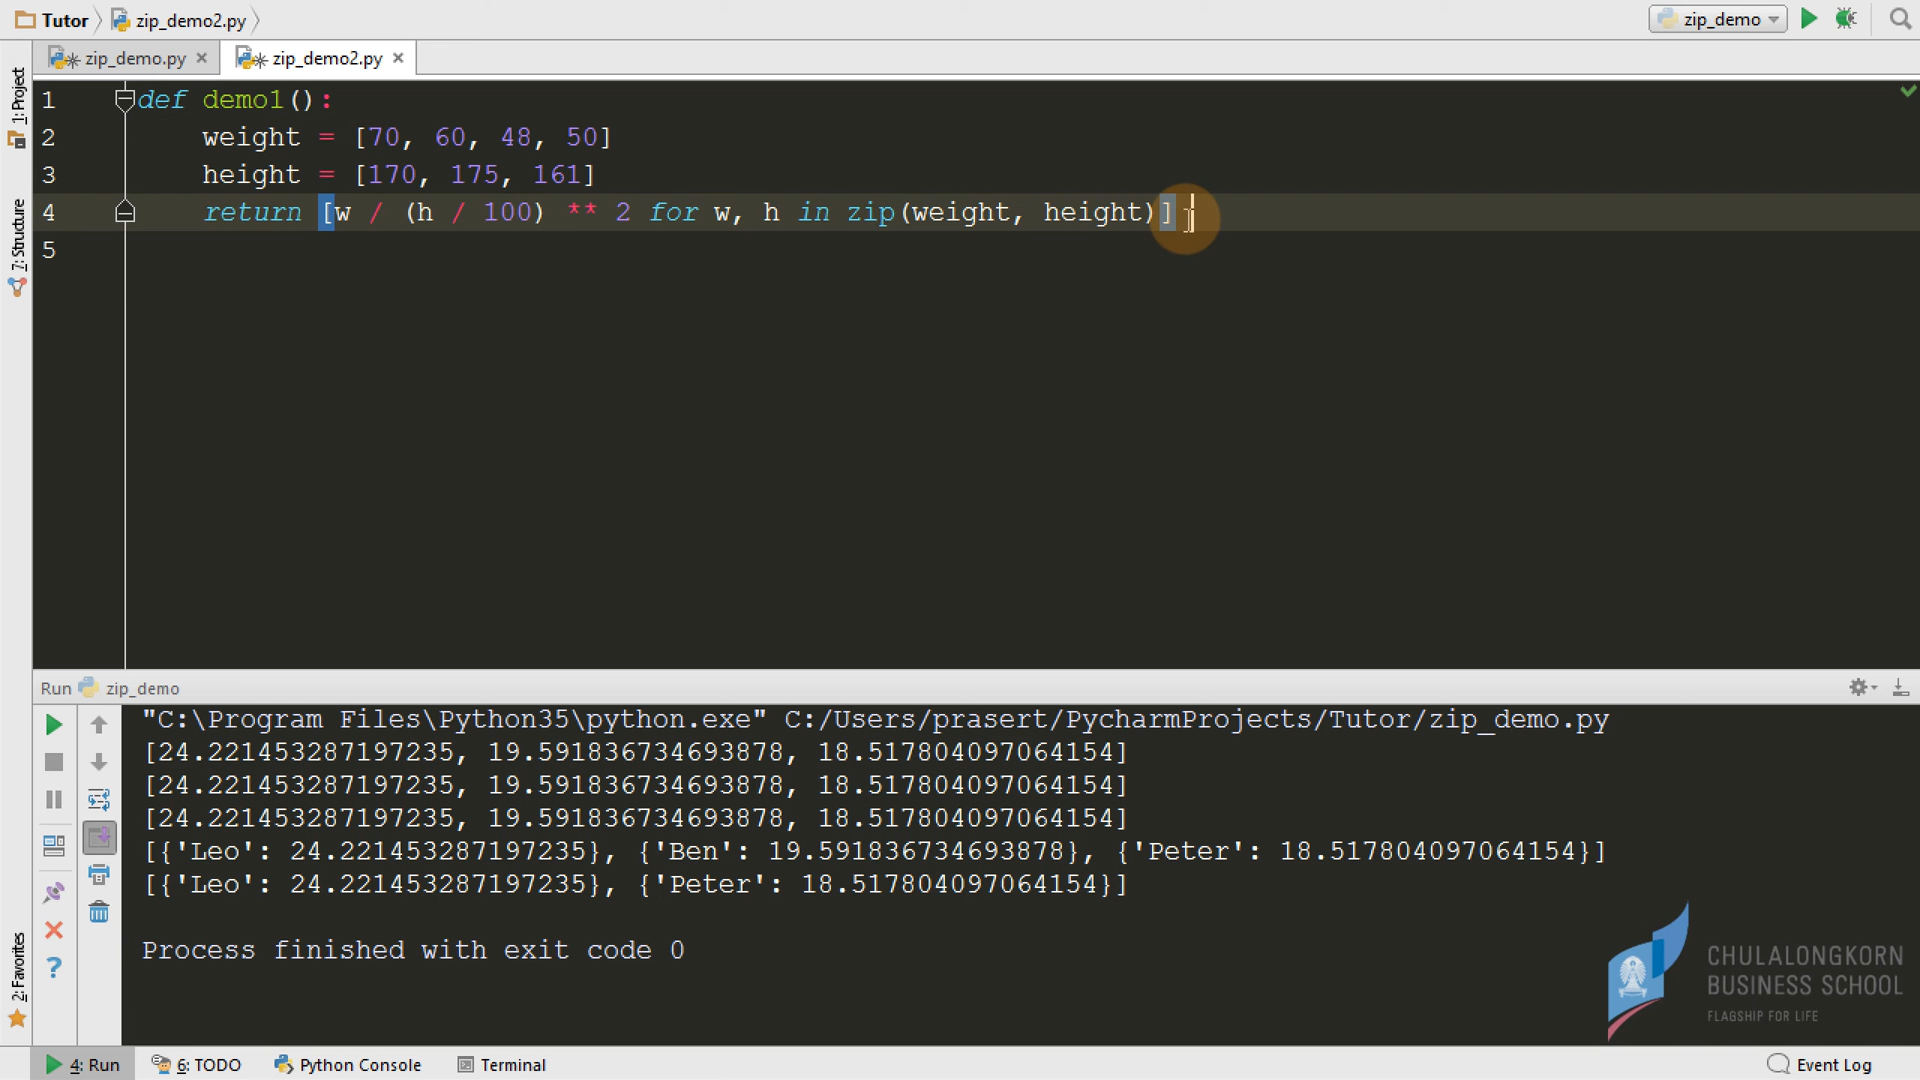 Tutor zip_demo2.py zip_demo
zip_demo.py zip_demo2.py
1: Project
7: Structure
2: Favorites
1 def demo1():
2 weight = [70, 60, 48, 50]
3 height = [170, 175, 161]
4 return [w / (h / 100) ** 2 for w, h in zip(weight, height)]
5
Run zip_demo
"C:\Program Files\Python35\python.exe" C:/Users/prasert/PycharmProjects/Tutor/zip_demo.py
[24.221453287197235, 19.591836734693878, 18.517804097064154]
[24.221453287197235, 19.591836734693878, 18.517804097064154]
[24.221453287197235, 19.591836734693878, 18.517804097064154]
[{'Leo': 24.221453287197235}, {'Ben': 19.591836734693878}, {'Peter': 18.517804097064154}]
[{'Leo': 24.221453287197235}, {'Peter': 18.517804097064154}]
Process finished with exit code 0
CHULALONGKORN
BUSINESS SCHOOL
FLAGSHIP FOR LIFE
4: Run 6: TODO Python Console Terminal Event Log